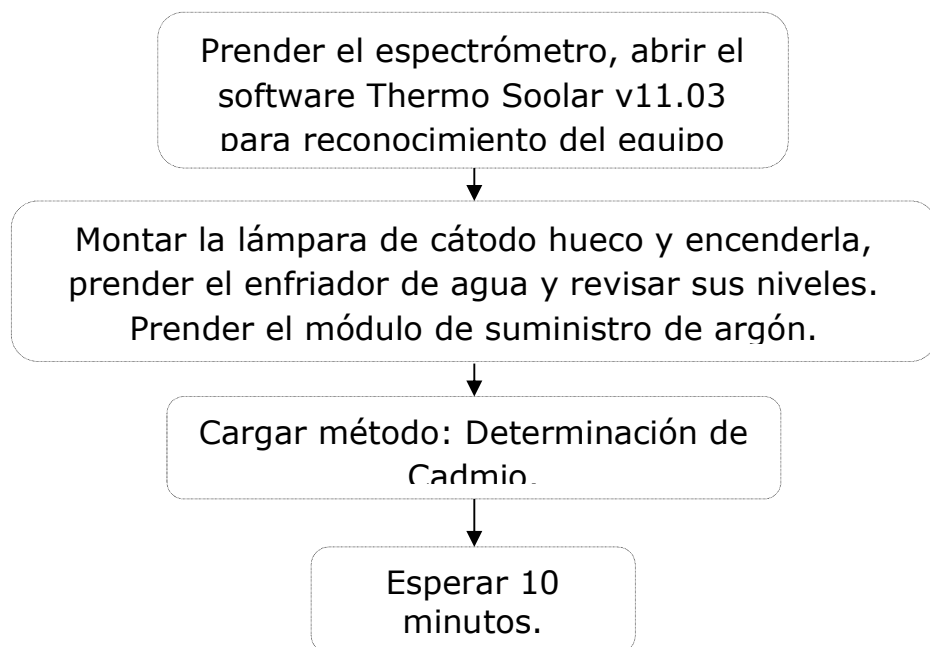 Prender el espectrómetro, abrir el
software Thermo Soolar v11.03
para reconocimiento del equipo
Montar la lámpara de cátodo hueco y encenderla,
prender el enfriador de agua y revisar sus niveles.
Prender el módulo de suministro de argón.
Cargar método: Determinación de
Cadmio.
Esperar 10
minutos.